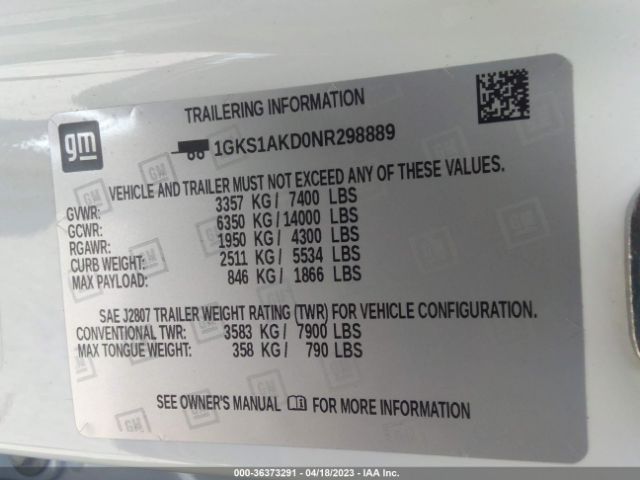 TRAILERING INFORMATION
gm
1GKS1AKD0NR298889
VEHICLE AND TRAILER MUST NOT EXCEED ANY OF THESE VALUES.
GVWR: 3357 KG / 7400 LBS
GCWR: 6350 KG / 14000 LBS
RGAWR: 1950 KG / 4300 LBS
CURB WEIGHT: 2511 KG / 5534 LBS
MAX PAYLOAD: 846 KG / 1866 LBS
SAE J2807 TRAILER WEIGHT RATING (TWR) FOR VEHICLE CONFIGURATION.
CONVENTIONAL TWR: 3583 KG / 7900 LBS
MAX TONGUE WEIGHT: 358 KG / 790 LBS
SEE OWNER'S MANUAL FOR MORE INFORMATION
000-36373291 - 04/18/2023 - IAA Inc.